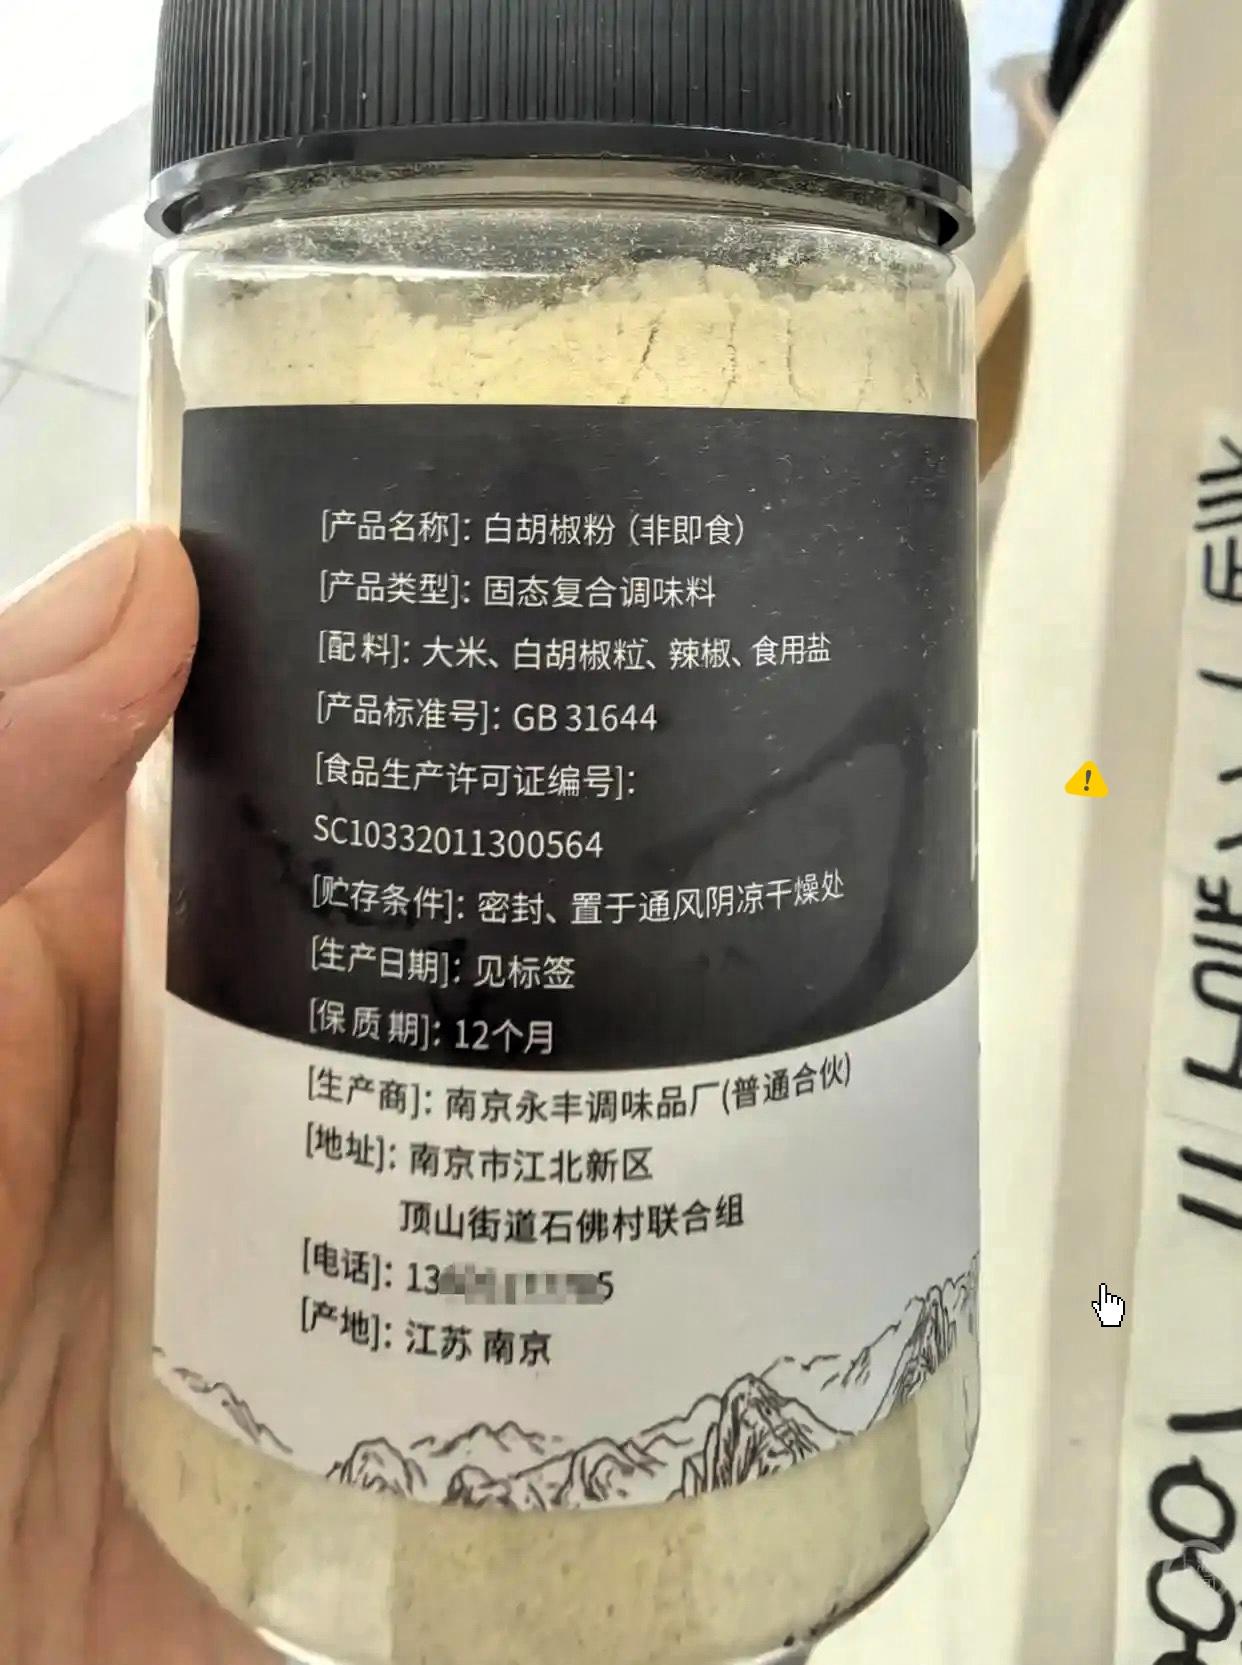 [产品名称]：白胡椒粉（非即食）
[产品类型]：固态复合调味料
[配料]：大米、白胡椒粒、辣椒、食用盐
[产品标准号]：GB 31644
[食品生产许可证编号]：
SC10332011300564
[贮存条件]：密封、置于通风阴凉干燥处
[生产日期]：见标签
[保质期]：12个月
[生产商]：南京永丰调味品厂(普通合伙)
[地址]：南京市江北新区
顶山街道石佛村联合组
[电话]：13 5
[产地]：江苏 南京